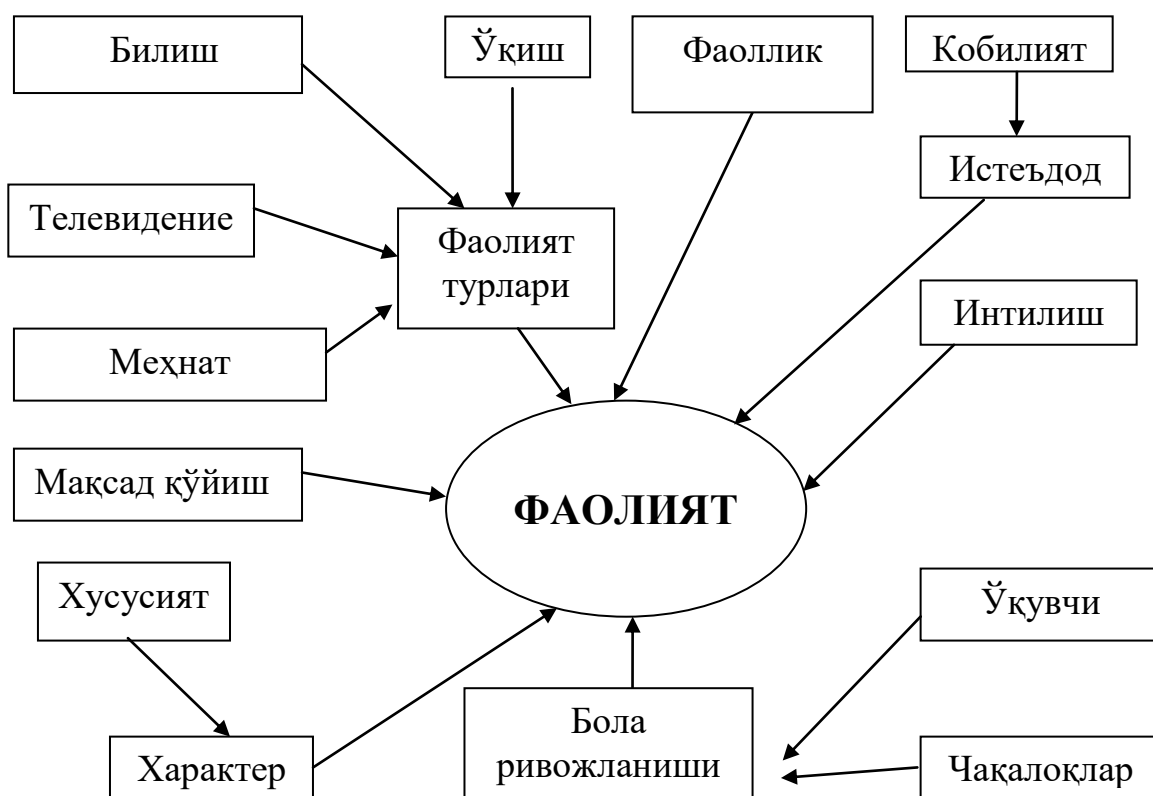 Билиш
Ўқиш
Фаоллик
Кобилият
Истеъдод
Телевидение
Фаолият
турлари
Интилиш
Меҳнат
Мақсад қўйиш
ФАОЛИЯТ
Хусусият
Ўқувчи
Бола
ривожланиши
Характер
Чақалоқлар